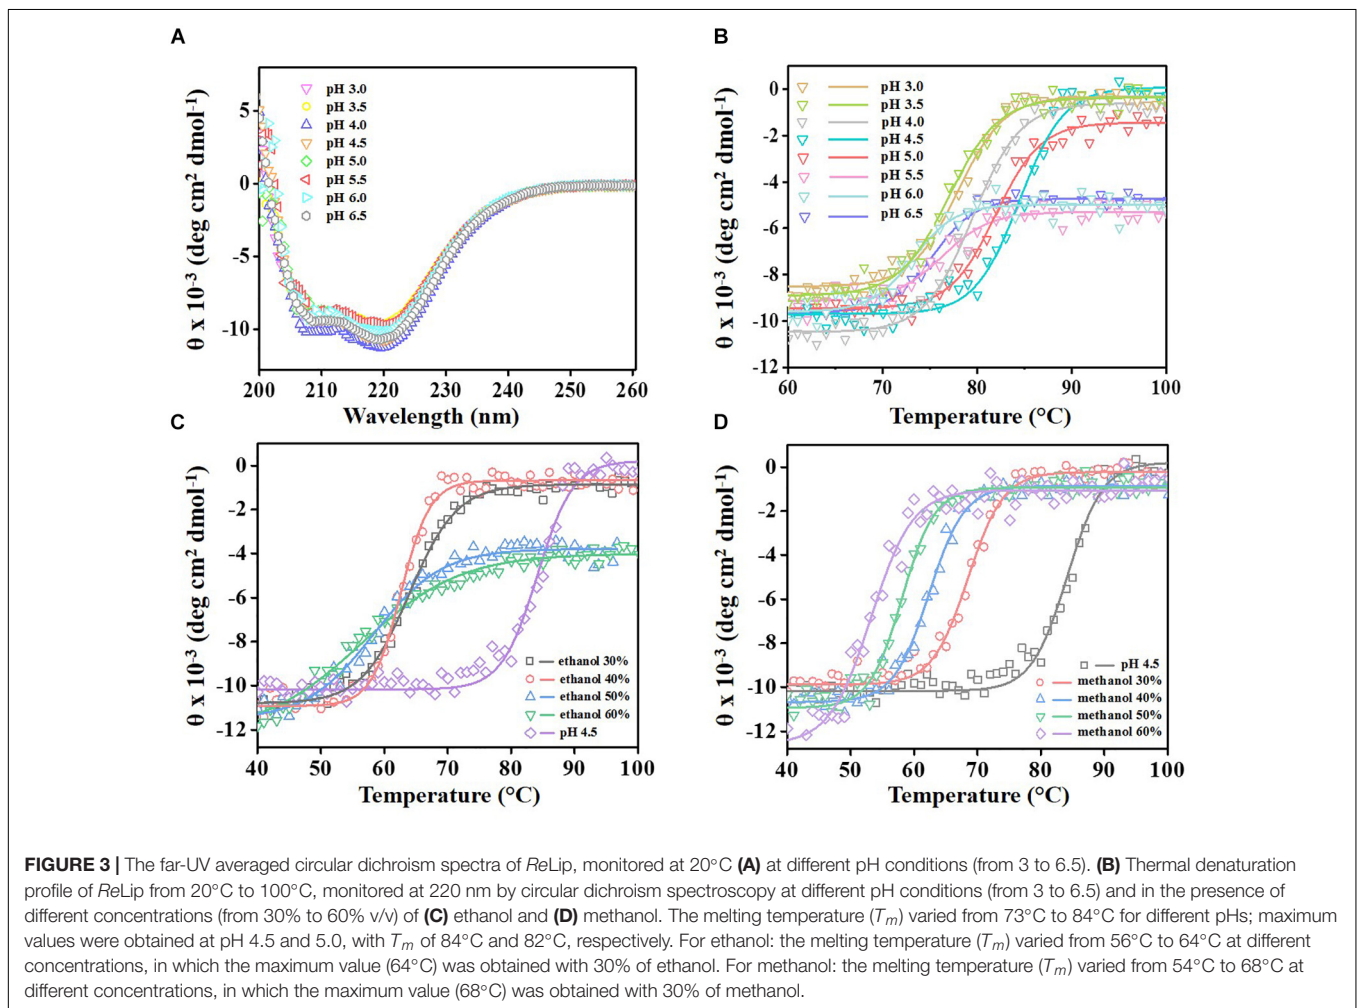 A
θ x 10⁻³ (deg cm² dmol⁻¹)
5
0
-5
-10
pH 3.0
pH 3.5
pH 4.0
pH 4.5
pH 5.0
pH 5.5
pH 6.0
pH 6.5
200 210 220 230 240 250 260
Wavelength (nm)
B
θ x 10⁻³ (deg cm² dmol⁻¹)
0
-2
-4
-6
-8
-10
-12
pH 3.0
pH 3.5
pH 4.0
pH 4.5
pH 5.0
pH 5.5
pH 6.0
pH 6.5
60 70 80 90 100
Temperature (°C)
C
θ x 10⁻³ (deg cm² dmol⁻¹)
0
-2
-4
-6
-8
-10
-12
ethanol 30%
ethanol 40%
ethanol 50%
ethanol 60%
pH 4.5
40 50 60 70 80 90 100
Temperature (°C)
D
θ x 10⁻³ (deg cm² dmol⁻¹)
0
-2
-4
-6
-8
-10
-12
pH 4.5
methanol 30%
methanol 40%
methanol 50%
methanol 60%
40 50 60 70 80 90 100
Temperature (°C)
FIGURE 3 | The far-UV averaged circular dichroism spectra of ReLip, monitored at 20°C (A) at different pH conditions (from 3 to 6.5). (B) Thermal denaturation
profile of ReLip from 20°C to 100°C, monitored at 220 nm by circular dichroism spectroscopy at different pH conditions (from 3 to 6.5) and in the presence of
different concentrations (from 30% to 60% v/v) of (C) ethanol and (D) methanol. The melting temperature (Tm) varied from 73°C to 84°C for different pHs; maximum
values were obtained at pH 4.5 and 5.0, with Tm of 84°C and 82°C, respectively. For ethanol: the melting temperature (Tm) varied from 56°C to 64°C at different
concentrations, in which the maximum value (64°C) was obtained with 30% of ethanol. For methanol: the melting temperature (Tm) varied from 54°C to 68°C at
different concentrations, in which the maximum value (68°C) was obtained with 30% of methanol.